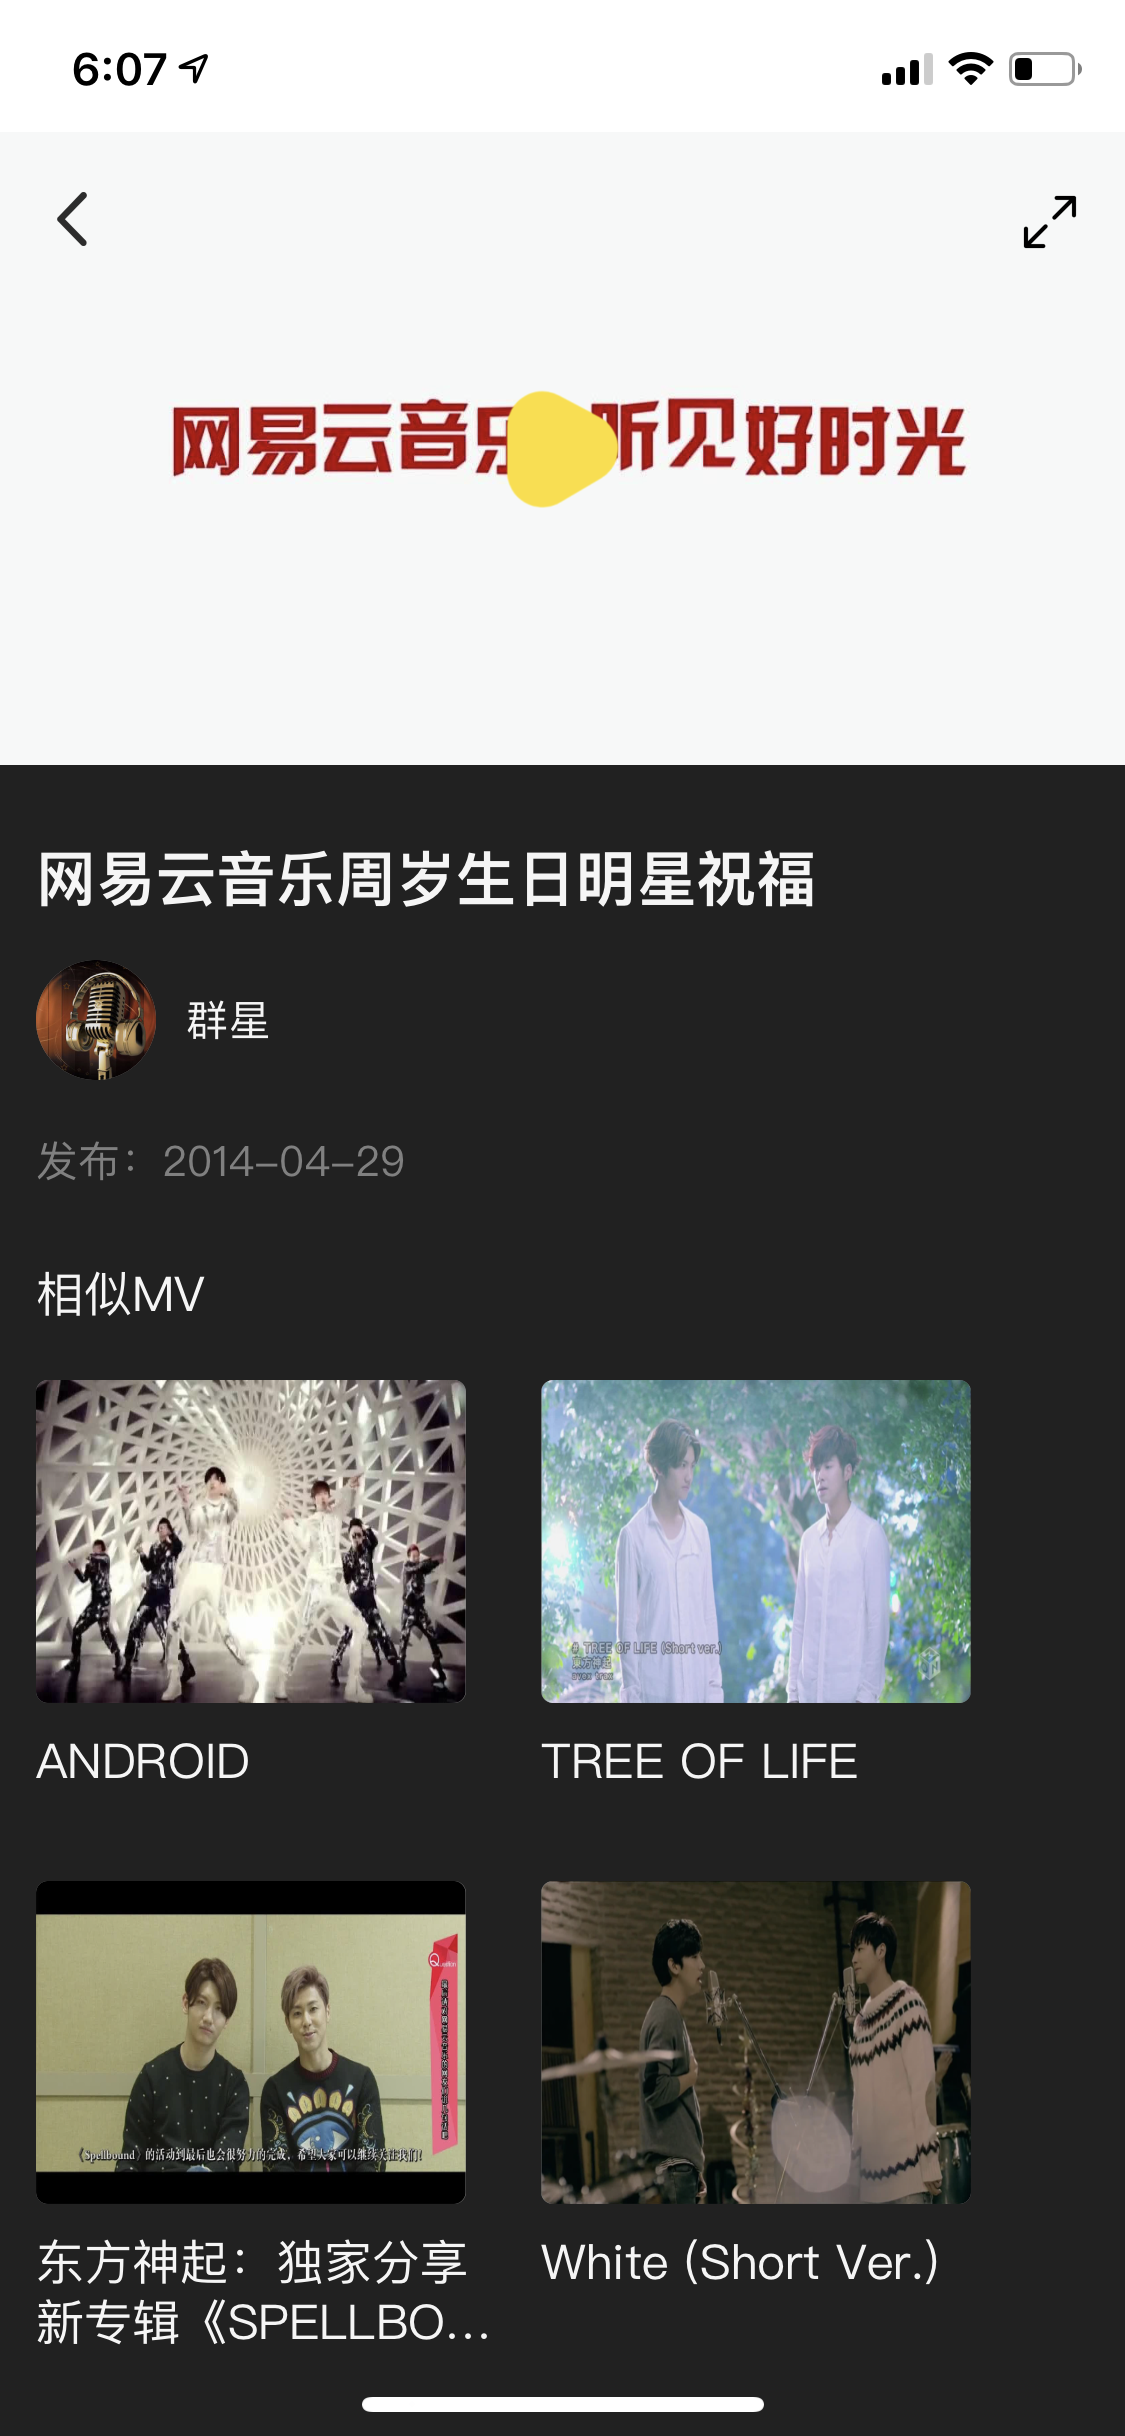 6:07
网易云音乐 听见好时光
网易云音乐周岁生日明星祝福
群星
发布：2014-04-29
相似MV
# TREE OF LIFE (Short ver.)
東方神起
avex trax
ANDROID
TREE OF LIFE
《Spellbound》的活动到最后也会很努力的完成，希望大家可以继续关注我们！
东方神起：独家分享
新专辑《SPELLBO...
White (Short Ver.)